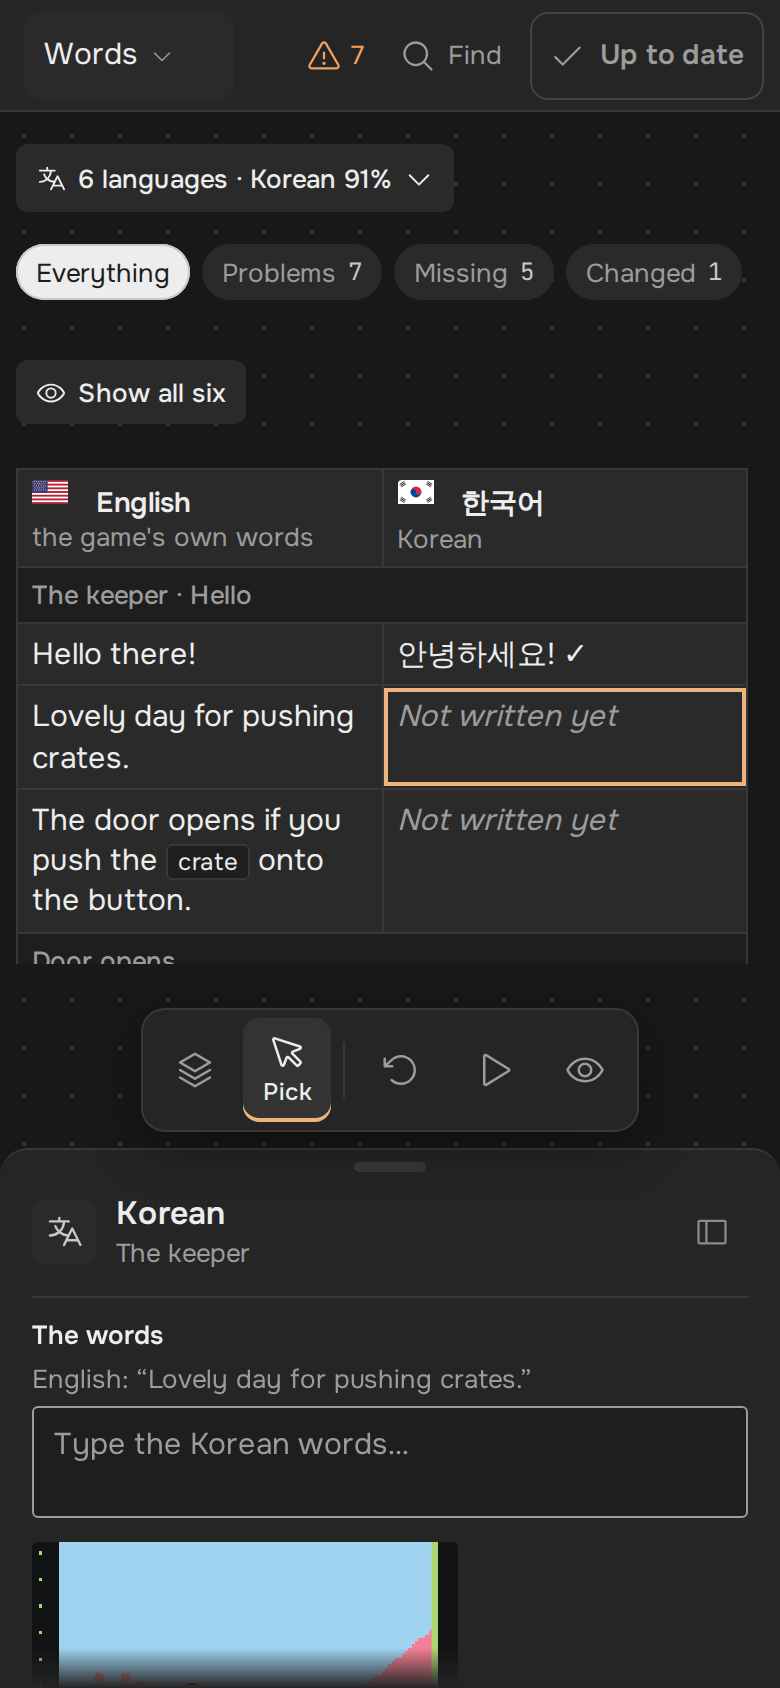 Words
7
Find
Up to date
6 languages · Korean 91%
Everything
Problems 7
Missing 5
Changed 1
Show all six
English
the game's own words
한국어
Korean
The keeper · Hello
Hello there!
안녕하세요! ✓
Lovely day for pushing
crates.
Not written yet
The door opens if you
push the crate onto
the button.
Not written yet
Door opens
Pick
Korean
The keeper
The words
English: “Lovely day for pushing crates.”
Type the Korean words...